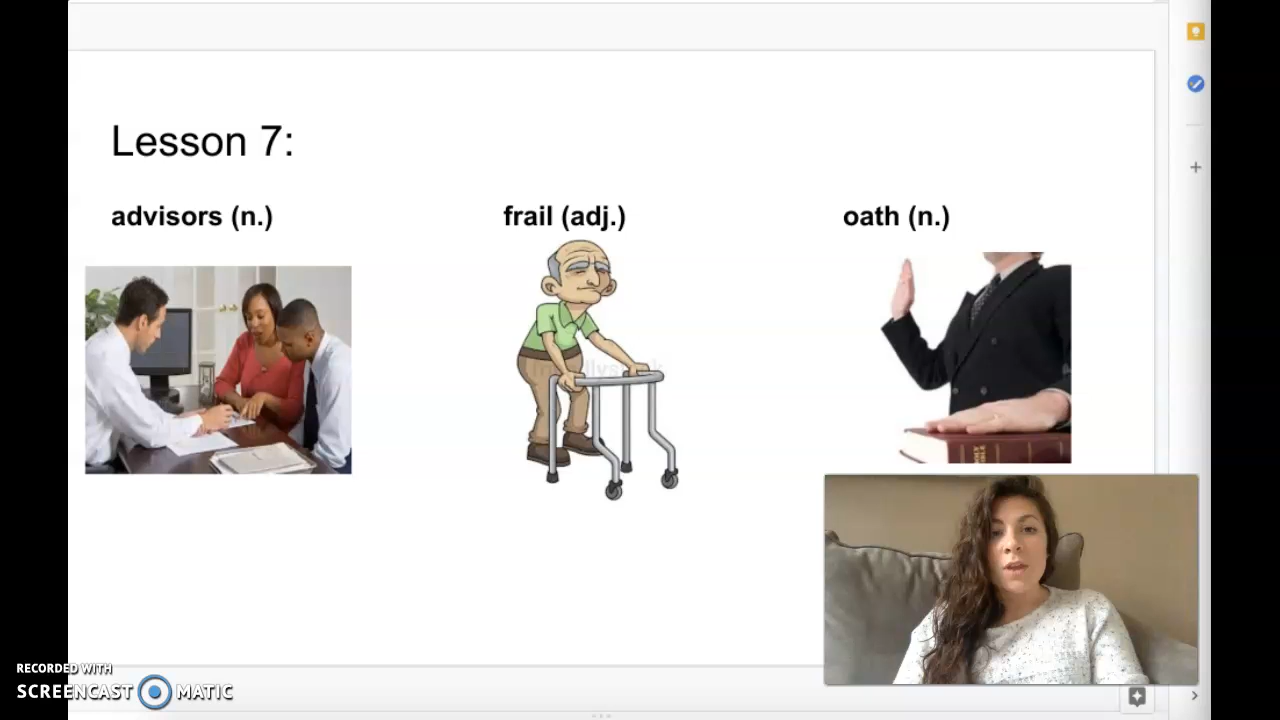 Lesson 7:
advisors (n.)
frail (adj.)
oath (n.)
RECORDED WITH
SCREENCAST MATIC